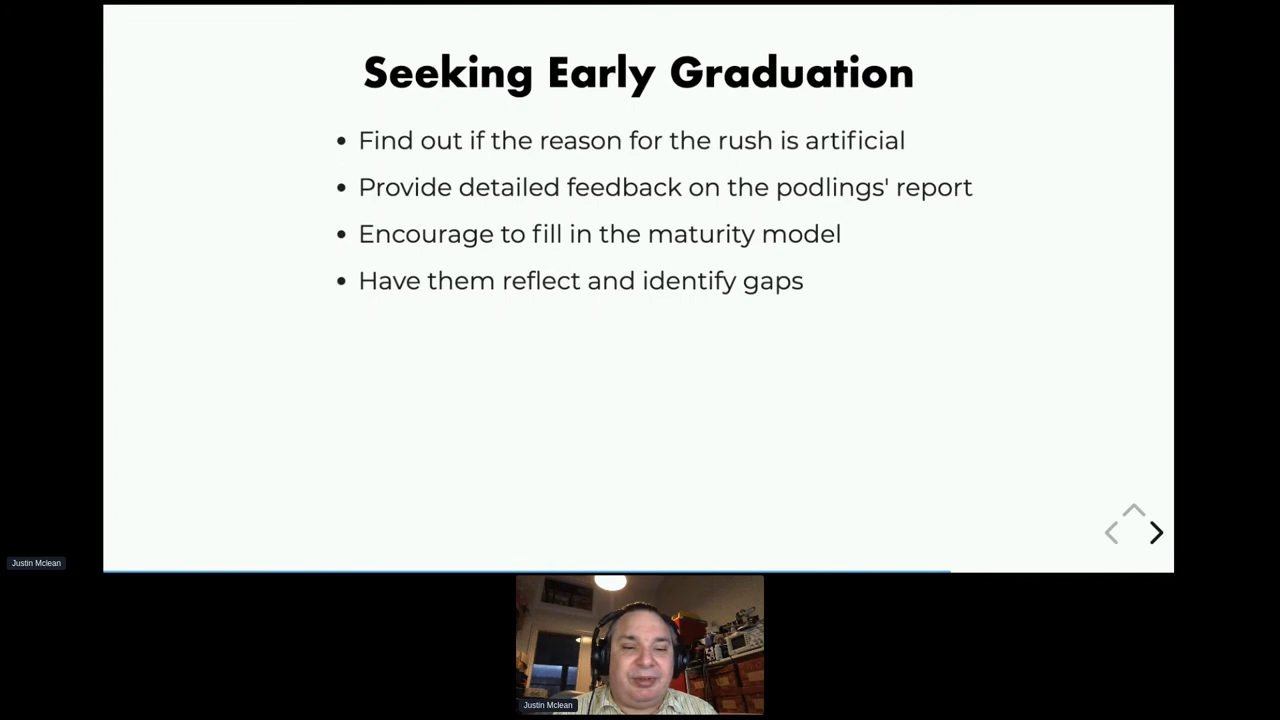 Seeking Early Graduation
• Find out if the reason for the rush is artificial
• Provide detailed feedback on the podlings' report
• Encourage to fill in the maturity model
• Have them reflect and identify gaps
Justin Mclean
Justin Mclean